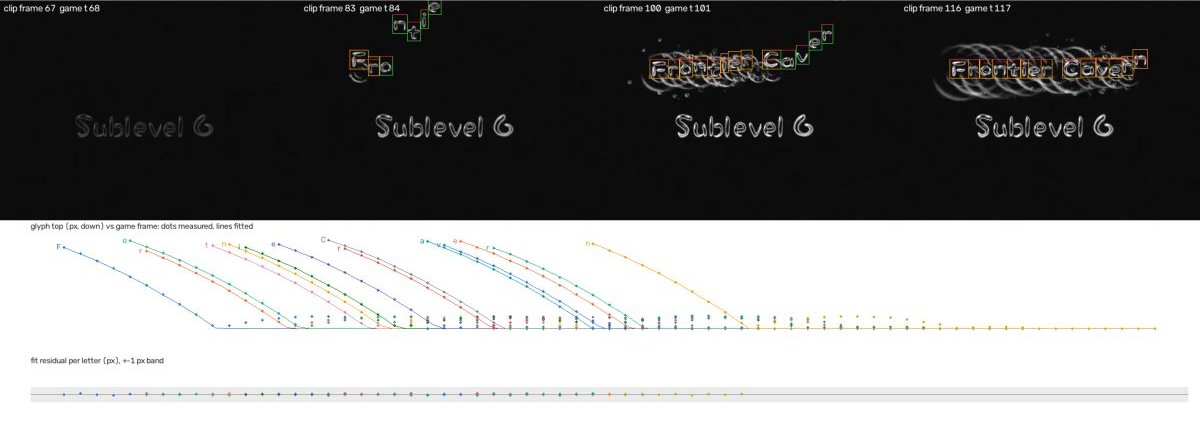 clip frame 67 game t 68
clip frame 83 game t 84
clip frame 100 game t 101
clip frame 116 game t 117
n t i e
F r o
Frontier Caver
Frontier Cavern
Sublevel 6
Sublevel 6
Sublevel 6
Sublevel 6
glyph top (px, down) vs game frame: dots measured, lines fitted
F o r t n i e C r a v e r n
fit residual per letter (px), +-1 px band